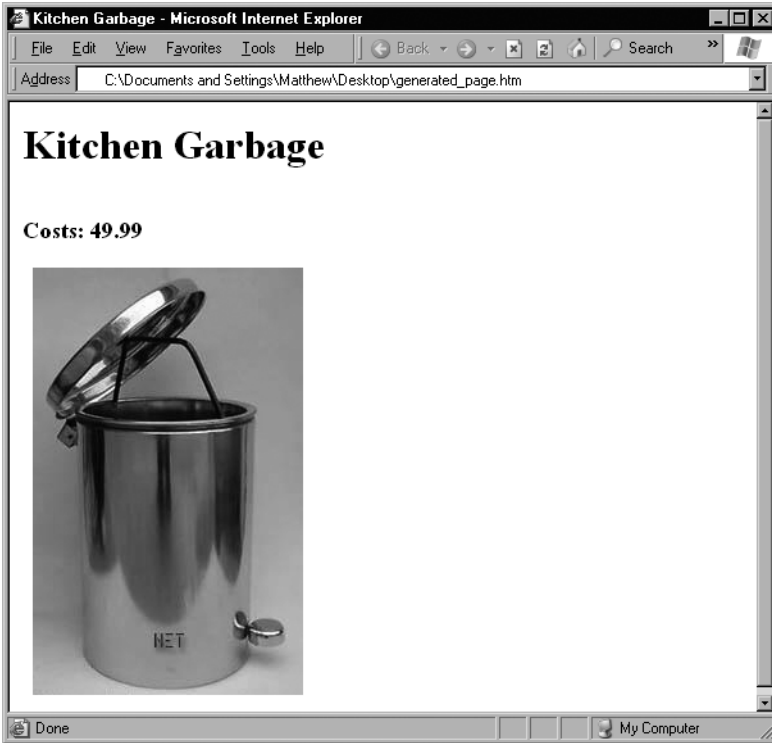 Kitchen Garbage - Microsoft Internet Explorer
File Edit View Favorites Tools Help Back Search »
Address C:\Documents and Settings\Matthew\Desktop\generated_page.htm
Kitchen Garbage
Costs: 49.99
NET
Done My Computer